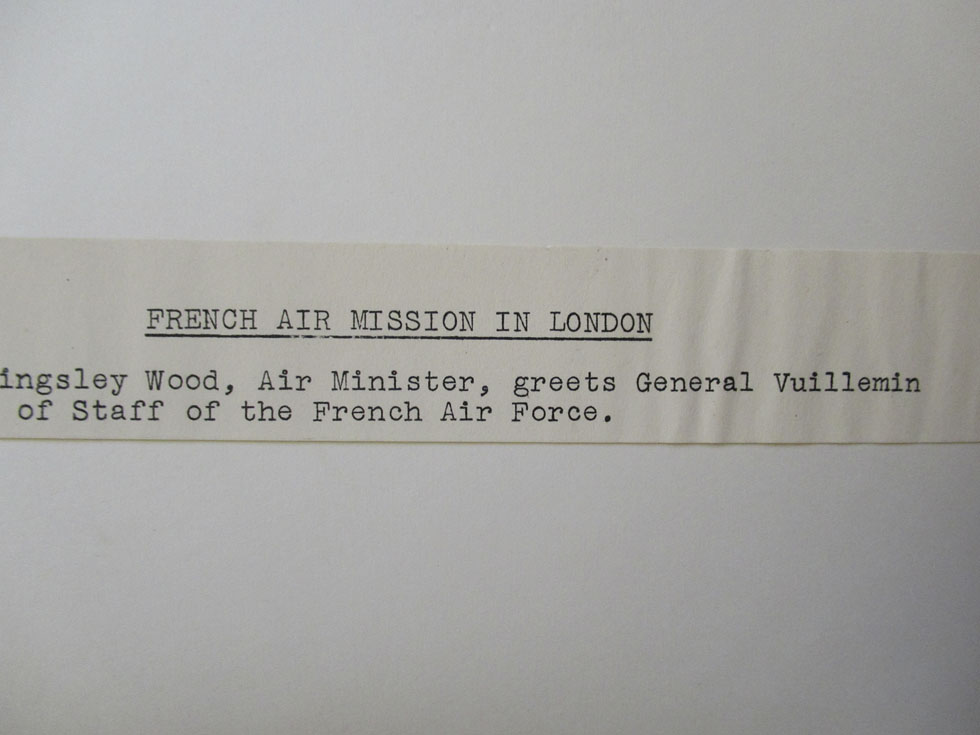 FRENCH AIR MISSION IN LONDON
ingsley Wood, Air Minister, greets General Vuillemin
of Staff of the French Air Force.